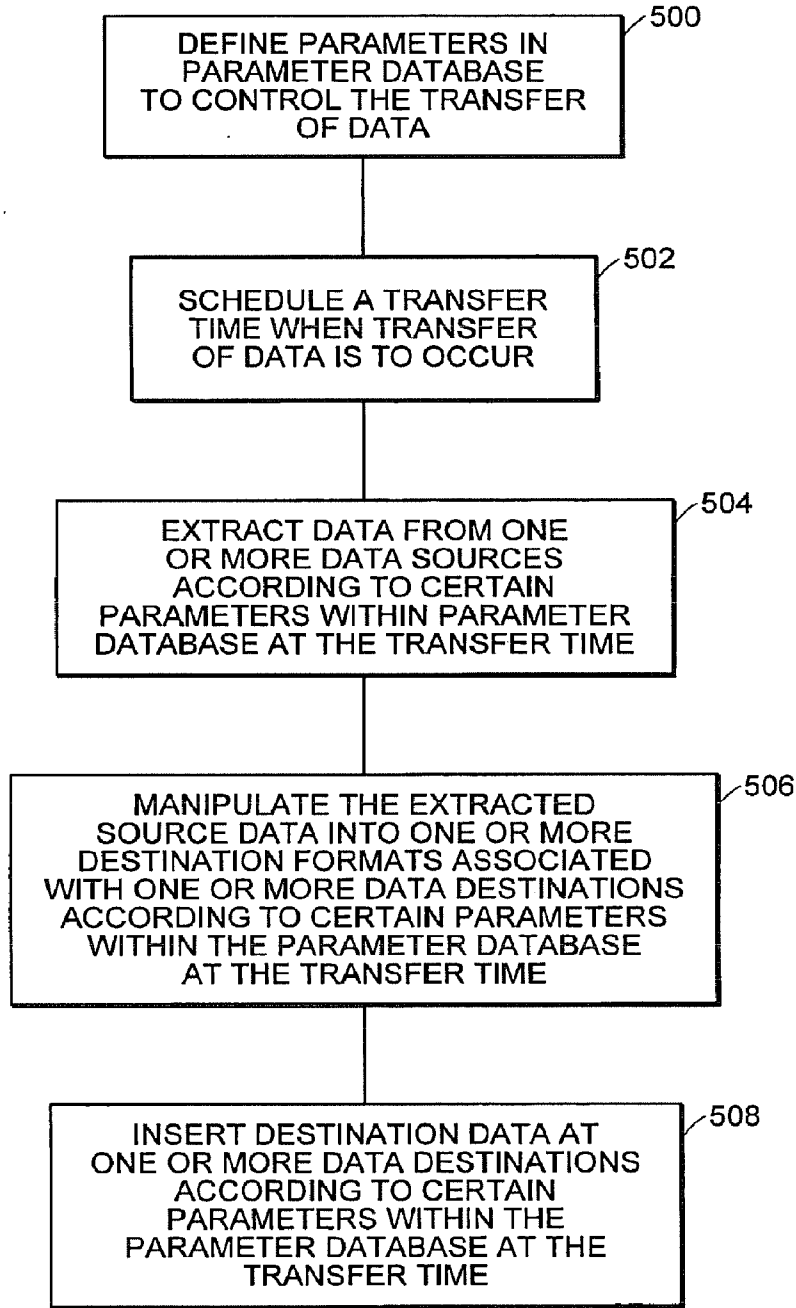 500
DEFINE PARAMETERS IN
PARAMETER DATABASE
TO CONTROL THE TRANSFER
OF DATA
502
SCHEDULE A TRANSFER
TIME WHEN TRANSFER
OF DATA IS TO OCCUR
504
EXTRACT DATA FROM ONE
OR MORE DATA SOURCES
ACCORDING TO CERTAIN
PARAMETERS WITHIN PARAMETER
DATABASE AT THE TRANSFER TIME
506
MANIPULATE THE EXTRACTED
SOURCE DATA INTO ONE OR MORE
DESTINATION FORMATS ASSOCIATED
WITH ONE OR MORE DATA DESTINATIONS
ACCORDING TO CERTAIN PARAMETERS
WITHIN THE PARAMETER DATABASE
AT THE TRANSFER TIME
508
INSERT DESTINATION DATA AT
ONE OR MORE DATA DESTINATIONS
ACCORDING TO CERTAIN
PARAMETERS WITHIN THE
PARAMETER DATABASE AT THE
TRANSFER TIME